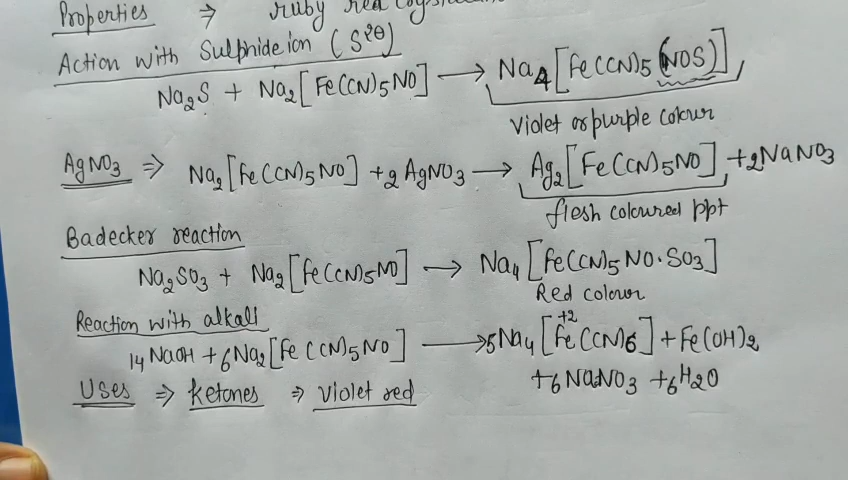 Properties ⇒ ruby red
Action with Sulphide ion (S²⊖)
Na₂S + Na₂[Fe(CN)₅NO] ⟶ Na₄[Fe(CN)₅(NOS)]
Violet or purple colour
AgNO₃ ⇒ Na₂[Fe(CN)₅NO] + 2AgNO₃ ⟶ Ag₂[Fe(CN)₅NO] + 2NaNO₃
flesh coloured ppt
Badecker reaction
Na₂SO₃ + Na₂[Fe(CN)₅NO] ⟶ Na₄[Fe(CN)₅NO·SO₃]
Red colour
Reaction with alkali
+2
14NaOH + 6Na₂[Fe(CN)₅NO] ⟶ 5Na₄[Fe(CN)6] + Fe(OH)₂
+6NaNO₃ + 6H₂O
Uses ⇒ ketones ⇒ violet red